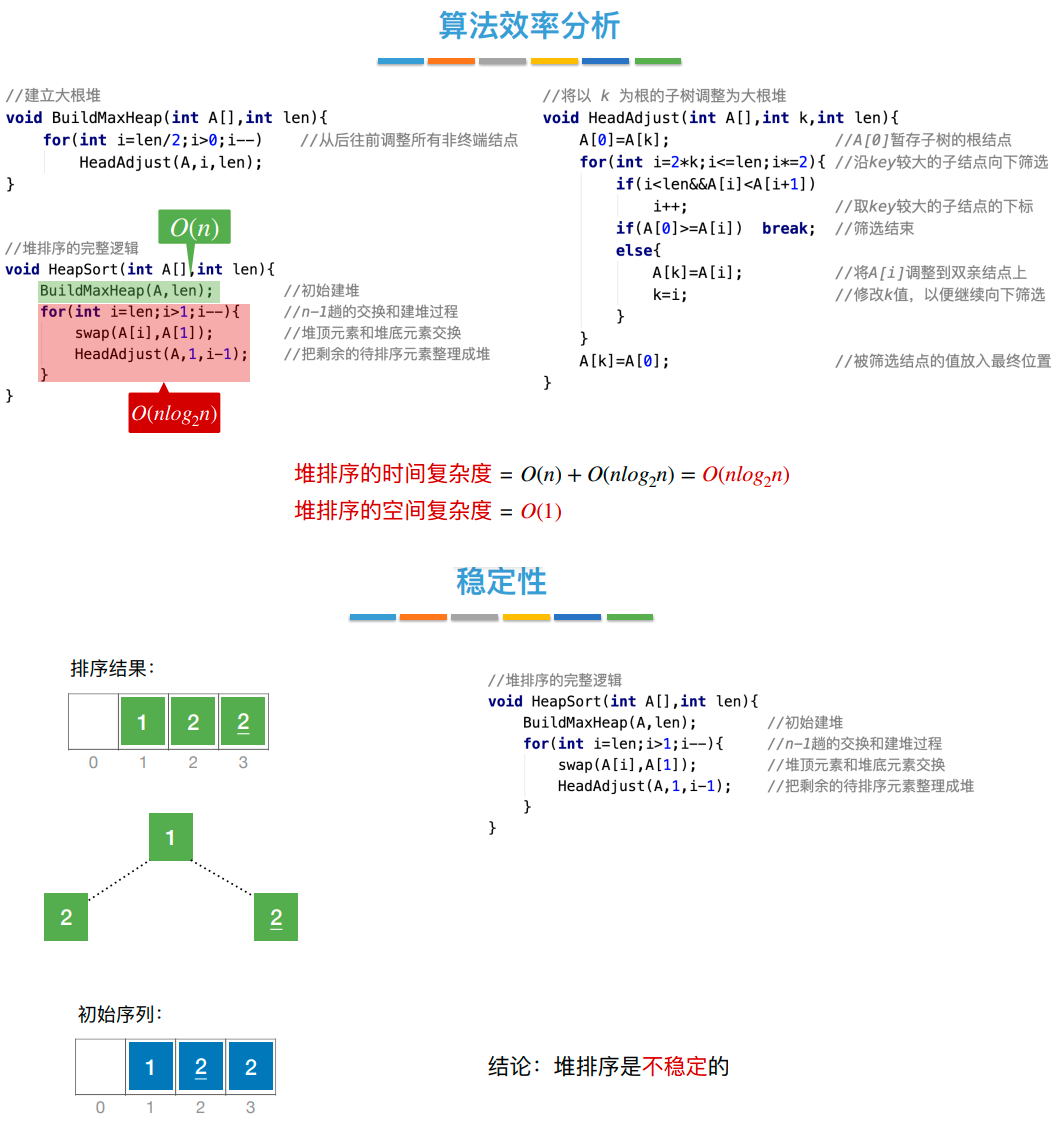 算法效率分析
//建立大根堆
void BuildMaxHeap(int A[],int len){
    for(int i=len/2;i>0;i--)    //从后往前调整所有非终端结点
        HeadAdjust(A,i,len);
}
O(n)
//堆排序的完整逻辑
void HeapSort(int A[],int len){
    BuildMaxHeap(A,len);        //初始建堆
    for(int i=len;i>1;i--){     //n-1趟的交换和建堆过程
        swap(A[i],A[1]);        //堆顶元素和堆底元素交换
        HeadAdjust(A,1,i-1);    //把剩余的待排序元素整理成堆
    }
}
O(nlog₂n)
//将以 k 为根的子树调整为大根堆
void HeadAdjust(int A[],int k,int len){
    A[0]=A[k];                  //A[0]暂存子树的根结点
    for(int i=2*k;i<=len;i*=2){ //沿key较大的子结点向下筛选
        if(i<len&&A[i]<A[i+1])
            i++;                //取key较大的子结点的下标
        if(A[0]>=A[i])  break;  //筛选结束
        else{
            A[k]=A[i];          //将A[i]调整到双亲结点上
            k=i;                //修改k值，以便继续向下筛选
        }
    }
    A[k]=A[0];                  //被筛选结点的值放入最终位置
}
堆排序的时间复杂度 = O(n) + O(nlog₂n) = O(nlog₂n)
堆排序的空间复杂度 = O(1)
稳定性
排序结果：
1 2 2
0 1 2 3
1
2 2
初始序列：
1 2 2
0 1 2 3
//堆排序的完整逻辑
void HeapSort(int A[],int len){
    BuildMaxHeap(A,len);        //初始建堆
    for(int i=len;i>1;i--){     //n-1趟的交换和建堆过程
        swap(A[i],A[1]);        //堆顶元素和堆底元素交换
        HeadAdjust(A,1,i-1);    //把剩余的待排序元素整理成堆
    }
}
结论：堆排序是不稳定的